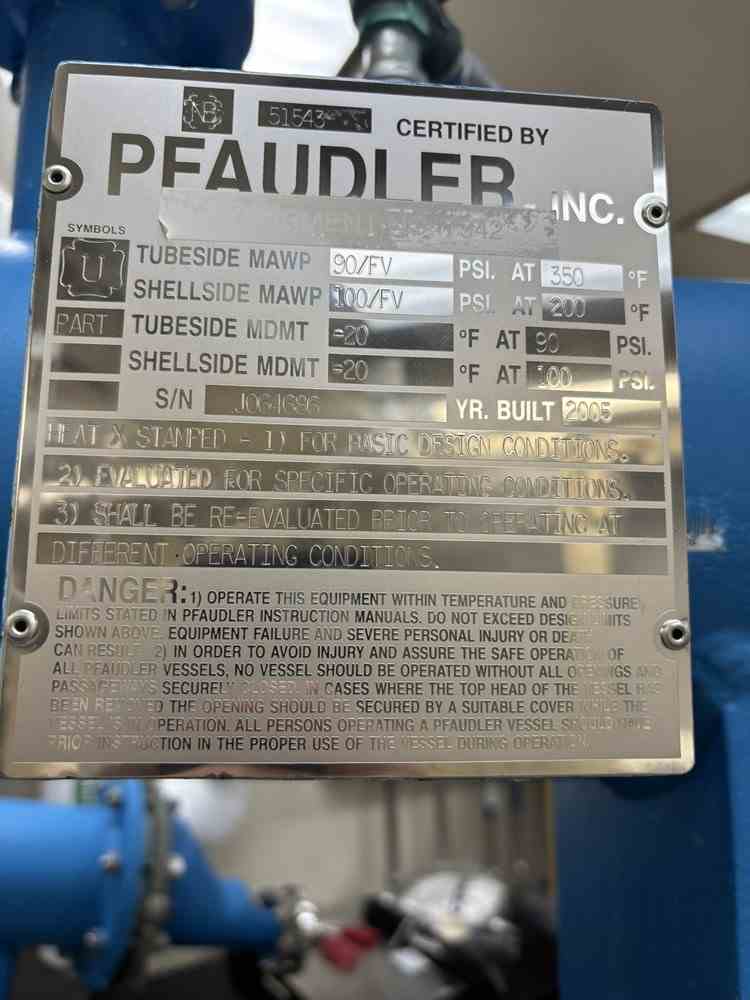 NB 51543 CERTIFIED BY
PFAUDLER, INC.
SYMBOLS
U TUBESIDE MAWP 90/FV PSI. AT 350 °F
SHELLSIDE MAWP 100/FV PSI. AT 200 °F
PART TUBESIDE MDMT -20 °F AT 90 PSI.
SHELLSIDE MDMT -20 °F AT 100 PSI.
S/N J064696 YR. BUILT 2005
HEAT X STAMPED - 1) FOR BASIC DESIGN CONDITIONS.
2) EVALUATED FOR SPECIFIC OPERATING CONDITIONS.
3) SHALL BE RE-EVALUATED PRIOR TO OPERATING AT
DIFFERENT OPERATING CONDITIONS.
DANGER: 1) OPERATE THIS EQUIPMENT WITHIN TEMPERATURE AND PRESSURE
LIMITS STATED IN PFAUDLER INSTRUCTION MANUALS. DO NOT EXCEED DESIGN LIMITS
SHOWN ABOVE. EQUIPMENT FAILURE AND SEVERE PERSONAL INJURY OR DEATH
CAN RESULT. 2) IN ORDER TO AVOID INJURY AND ASSURE THE SAFE OPERATION OF
ALL PFAUDLER VESSELS, NO VESSEL SHOULD BE OPERATED WITHOUT ALL OPENINGS AND
PASSAGEWAYS SECURELY CLOSED. IN CASES WHERE THE TOP HEAD OF THE VESSEL HAS
BEEN REMOVED THE OPENING SHOULD BE SECURED BY A SUITABLE COVER WHILE THE
VESSEL IS IN OPERATION. ALL PERSONS OPERATING A PFAUDLER VESSEL SHOULD HAVE
PRIOR INSTRUCTION IN THE PROPER USE OF THE VESSEL DURING OPERATION.